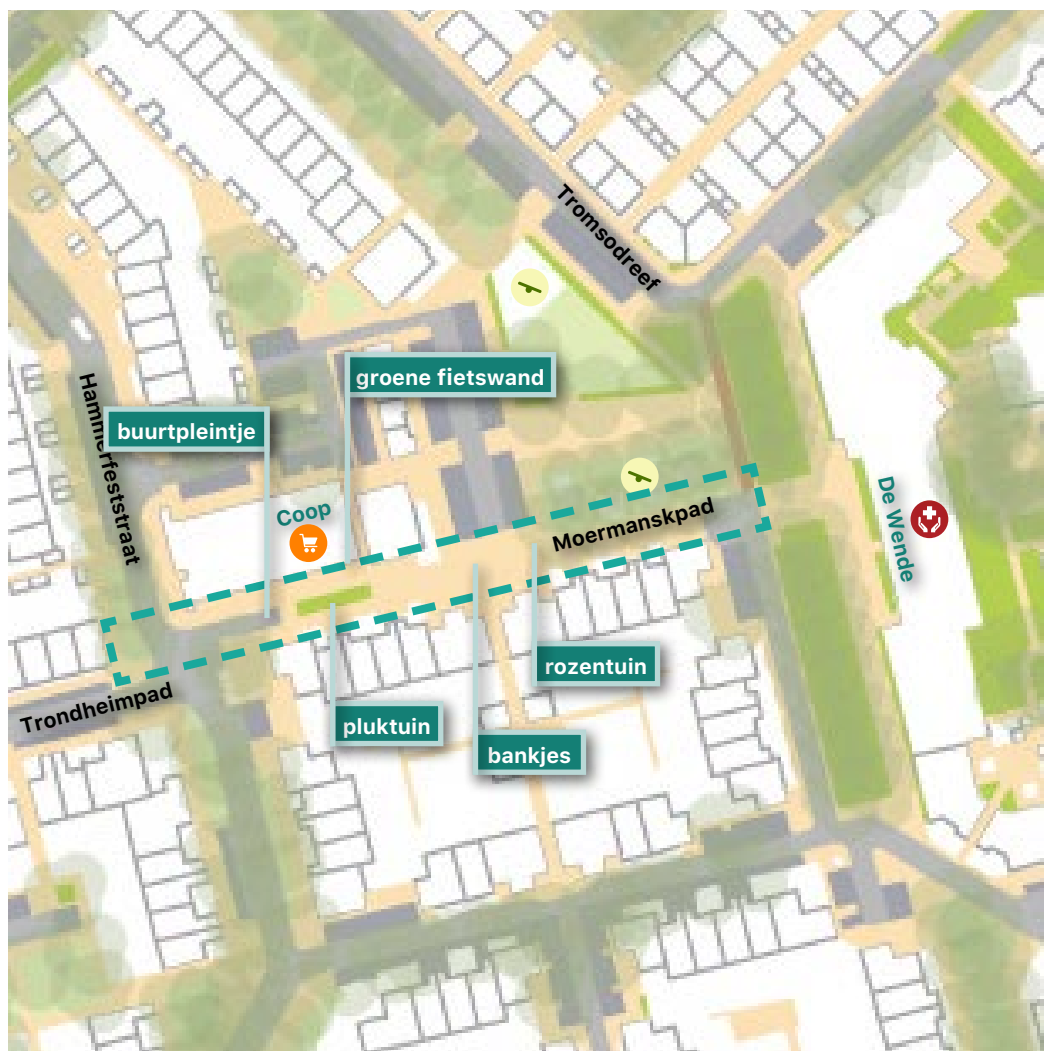 Tromsodreef
groene fietswand
Hammerfeststraat
buurtpleintje
Coop
Moermanskpad
De Wende
rozentuin
Trondheimpad
pluktuin
bankjes